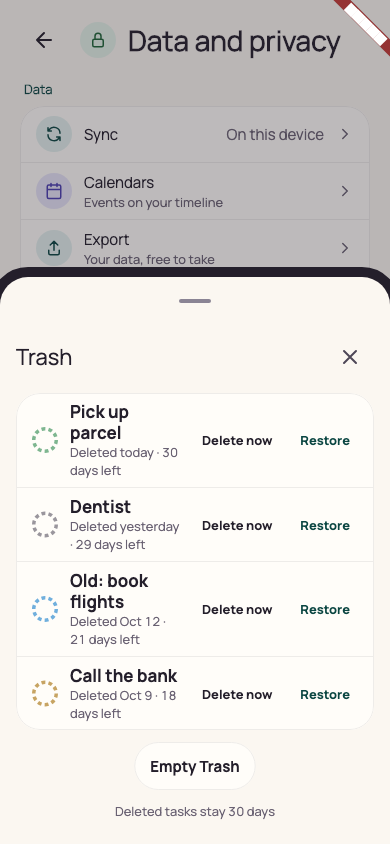 Data and privacy
Data
Sync
On this device
Calendars
Events on your timeline
Export
Your data, free to take
Trash
Pick up
parcel
Deleted today · 30
days left
Delete now
Restore
Dentist
Deleted yesterday
· 29 days left
Delete now
Restore
Old: book
flights
Deleted Oct 12 ·
21 days left
Delete now
Restore
Call the bank
Deleted Oct 9 · 18
days left
Delete now
Restore
Empty Trash
Deleted tasks stay 30 days